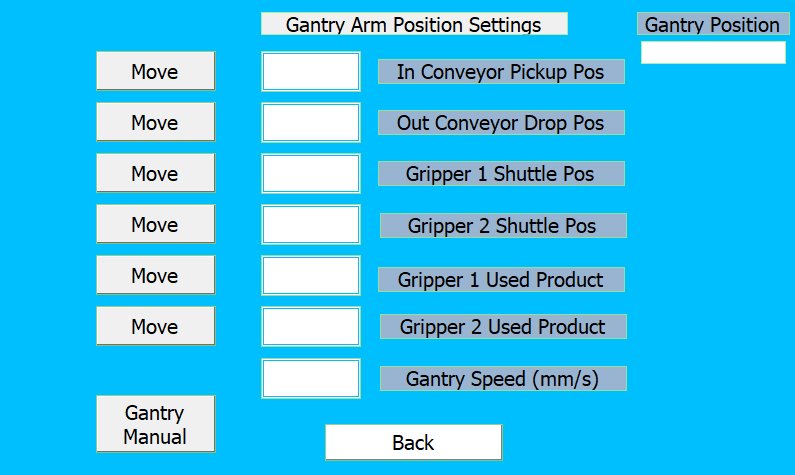 Gantry Arm Position Settings
Gantry Position
Move
In Conveyor Pickup Pos
Move
Out Conveyor Drop Pos
Move
Gripper 1 Shuttle Pos
Move
Gripper 2 Shuttle Pos
Move
Gripper 1 Used Product
Move
Gripper 2 Used Product
Gantry Speed (mm/s)
Gantry
Manual
Back